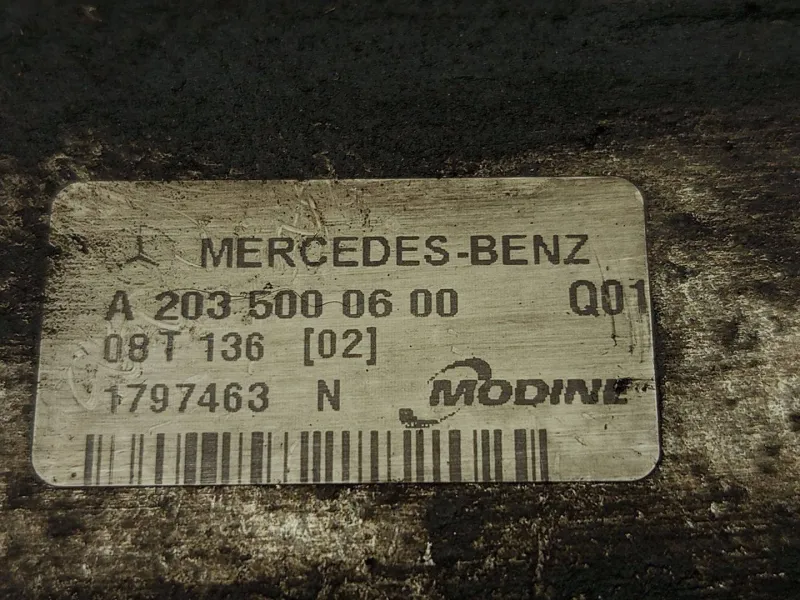 MERCEDES-BENZ
A 203 500 06 00 Q01
08T 136 [02]
1797463 N MODINE